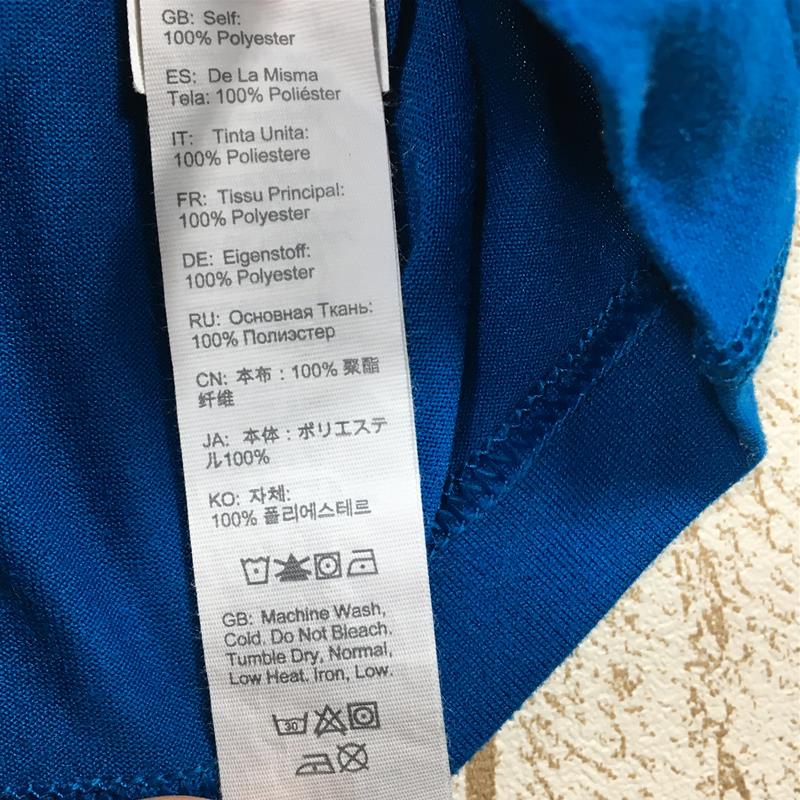 GB: Self:
100% Polyester
ES: De La Misma
Tela: 100% Poliéster
IT: Tinta Unita:
100% Poliestere
FR: Tissu Principal:
100% Polyester
DE: Eigenstoff:
100% Polyester
RU: Основная Ткань:
100% Полиэстер
CN: 本布：100% 聚酯
纤维
JA: 本体：ポリエステ
ル100%
KO: 자체:
100% 폴리에스테르
GB: Machine Wash,
Cold. Do Not Bleach.
Tumble Dry, Normal,
Low Heat. Iron, Low.
30